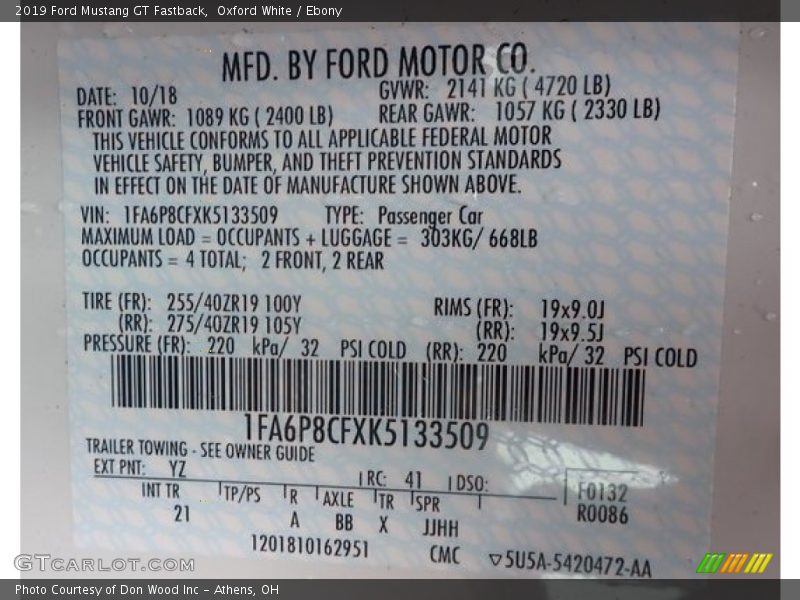 2019 Ford Mustang GT Fastback,  Oxford White / Ebony
MFD. BY FORD MOTOR CO.
DATE: 10/18 GVWR: 2141 KG ( 4720 LB)
FRONT GAWR: 1089 KG ( 2400 LB) REAR GAWR: 1057 KG ( 2330 LB)
THIS VEHICLE CONFORMS TO ALL APPLICABLE FEDERAL MOTOR
VEHICLE SAFETY, BUMPER, AND THEFT PREVENTION STANDARDS
IN EFFECT ON THE DATE OF MANUFACTURE SHOWN ABOVE.
VIN: 1FA6P8CFXK5133509 TYPE: Passenger Car
MAXIMUM LOAD = OCCUPANTS + LUGGAGE = 303KG/ 668LB
OCCUPANTS = 4 TOTAL; 2 FRONT, 2 REAR
TIRE (FR): 255/40ZR19 100Y RIMS (FR): 19x9.0J
(RR): 275/40ZR19 105Y (RR): 19x9.5J
PRESSURE (FR): 220 kPa/ 32 PSI COLD (RR): 220 kPa/ 32 PSI COLD
1FA6P8CFXK5133509
TRAILER TOWING - SEE OWNER GUIDE
EXT PNT: YZ RC: 41 DSO: F0132
INT TR TP/PS R AXLE TR SPR R0086
21 A BB X JJHH
1201810162951 CMC ▽5U5A-5420472-AA
GTCARLOT.COM
Photo Courtesy of Don Wood Inc - Athens, OH